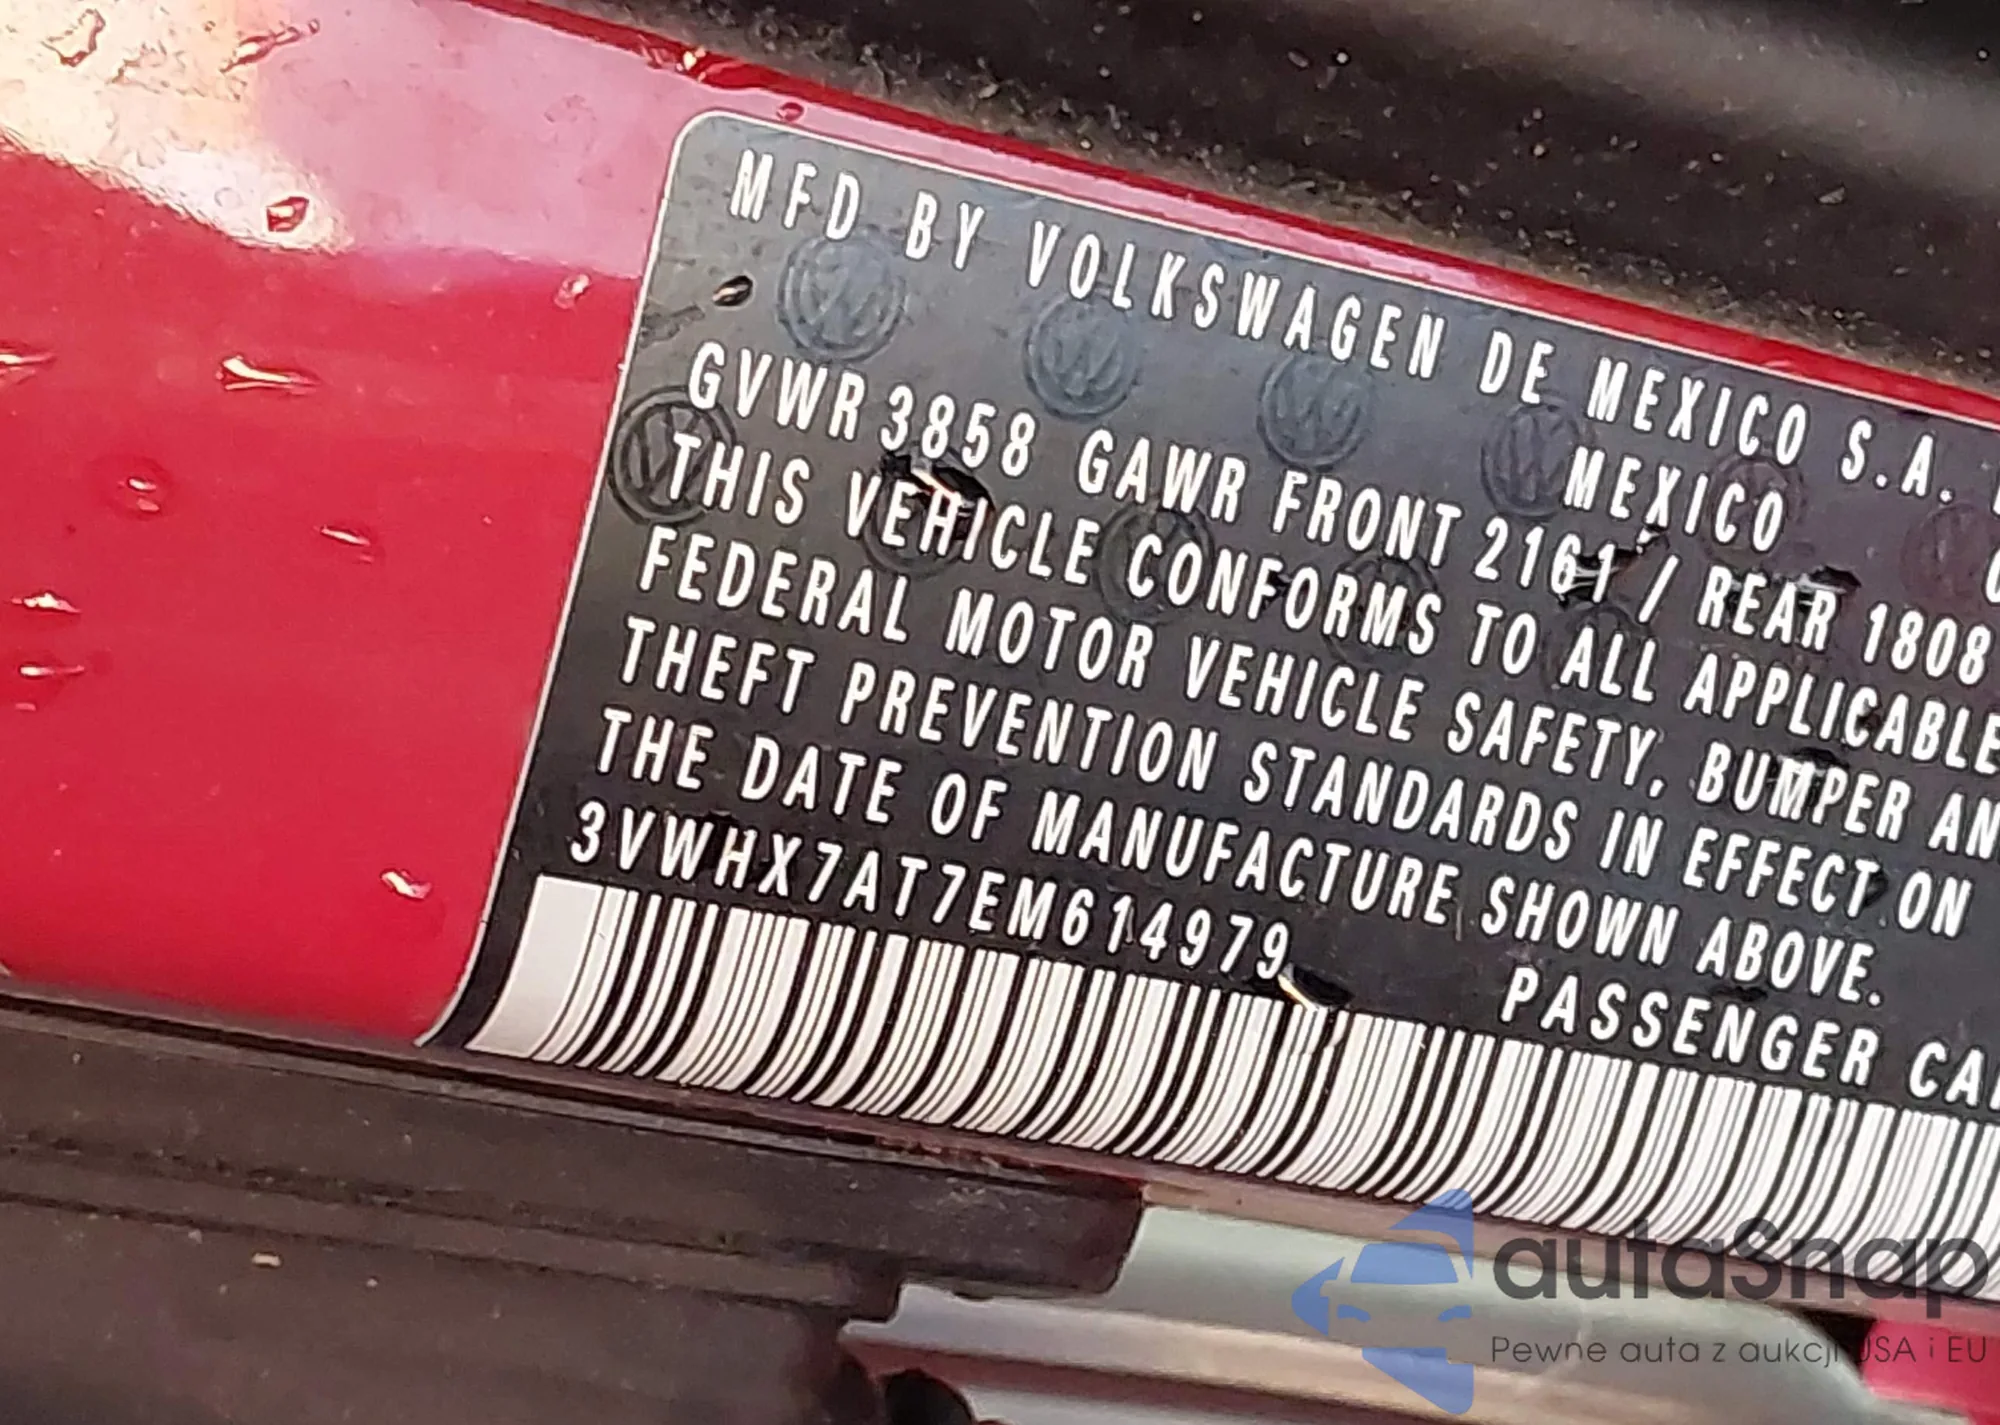 MFD BY VOLKSWAGEN DE MEXICO S.A.
MEXICO
GVWR 3858 GAWR FRONT 2161 / REAR 1808
THIS VEHICLE CONFORMS TO ALL APPLICABLE
FEDERAL MOTOR VEHICLE SAFETY, BUMPER AN
THEFT PREVENTION STANDARDS IN EFFECT ON
THE DATE OF MANUFACTURE SHOWN ABOVE.
3VWHX7AT7EM614979
PASSENGER CA
autaSnap
Pewne auta z aukcji USA i EU